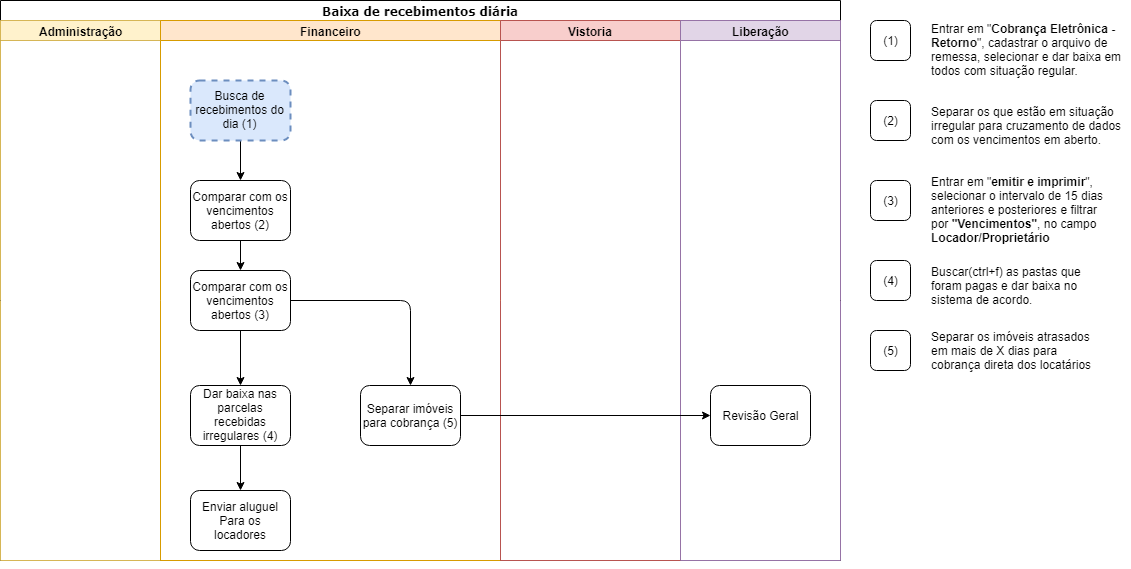 Baixa de recebimentos diária
Administração
Financeiro
Vistoria
Liberação
Busca de
recebimentos do
dia (1)
Comparar com os
vencimentos
abertos (2)
Comparar com os
vencimentos
abertos (3)
Dar baixa nas
parcelas
recebidas
irregulares (4)
Separar imóveis
para cobrança (5)
Revisão Geral
Enviar aluguel
Para os
locadores
(1)
Entrar em "Cobrança Eletrônica -
Retorno", cadastrar o arquivo de
remessa, selecionar e dar baixa em
todos com situação regular.
(2)
Separar os que estão em situação
irregular para cruzamento de dados
com os vencimentos em aberto.
(3)
Entrar em "emitir e imprimir",
selecionar o intervalo de 15 dias
anteriores e posteriores e filtrar
por "Vencimentos", no campo
Locador/Proprietário
(4)
Buscar(ctrl+f) as pastas que
foram pagas e dar baixa no
sistema de acordo.
(5)
Separar os imóveis atrasados
em mais de X dias para
cobrança direta dos locatários